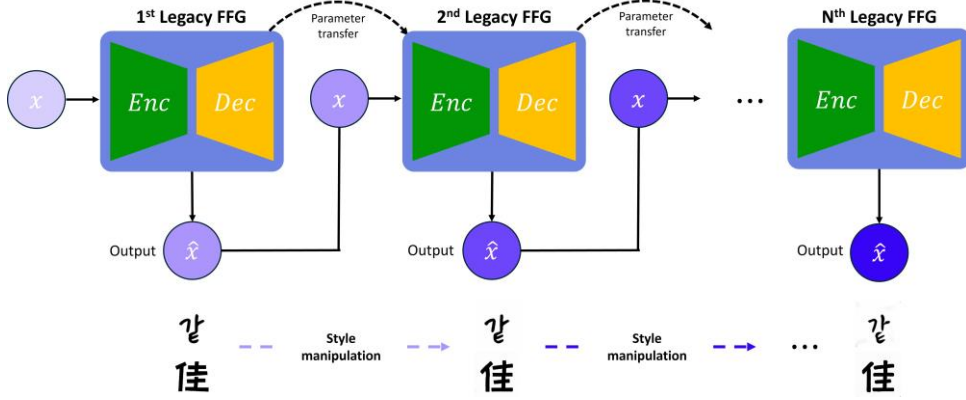 1st Legacy FFG
Parameter
transfer
2nd Legacy FFG
Parameter
transfer
Nth Legacy FFG
x
Enc
Dec
x
Enc
Dec
x
...
Enc
Dec
Output
x̂
Output
x̂
x̂
같
Style
manipulation
같
Style
manipulation
...
같
佳
佳
佳